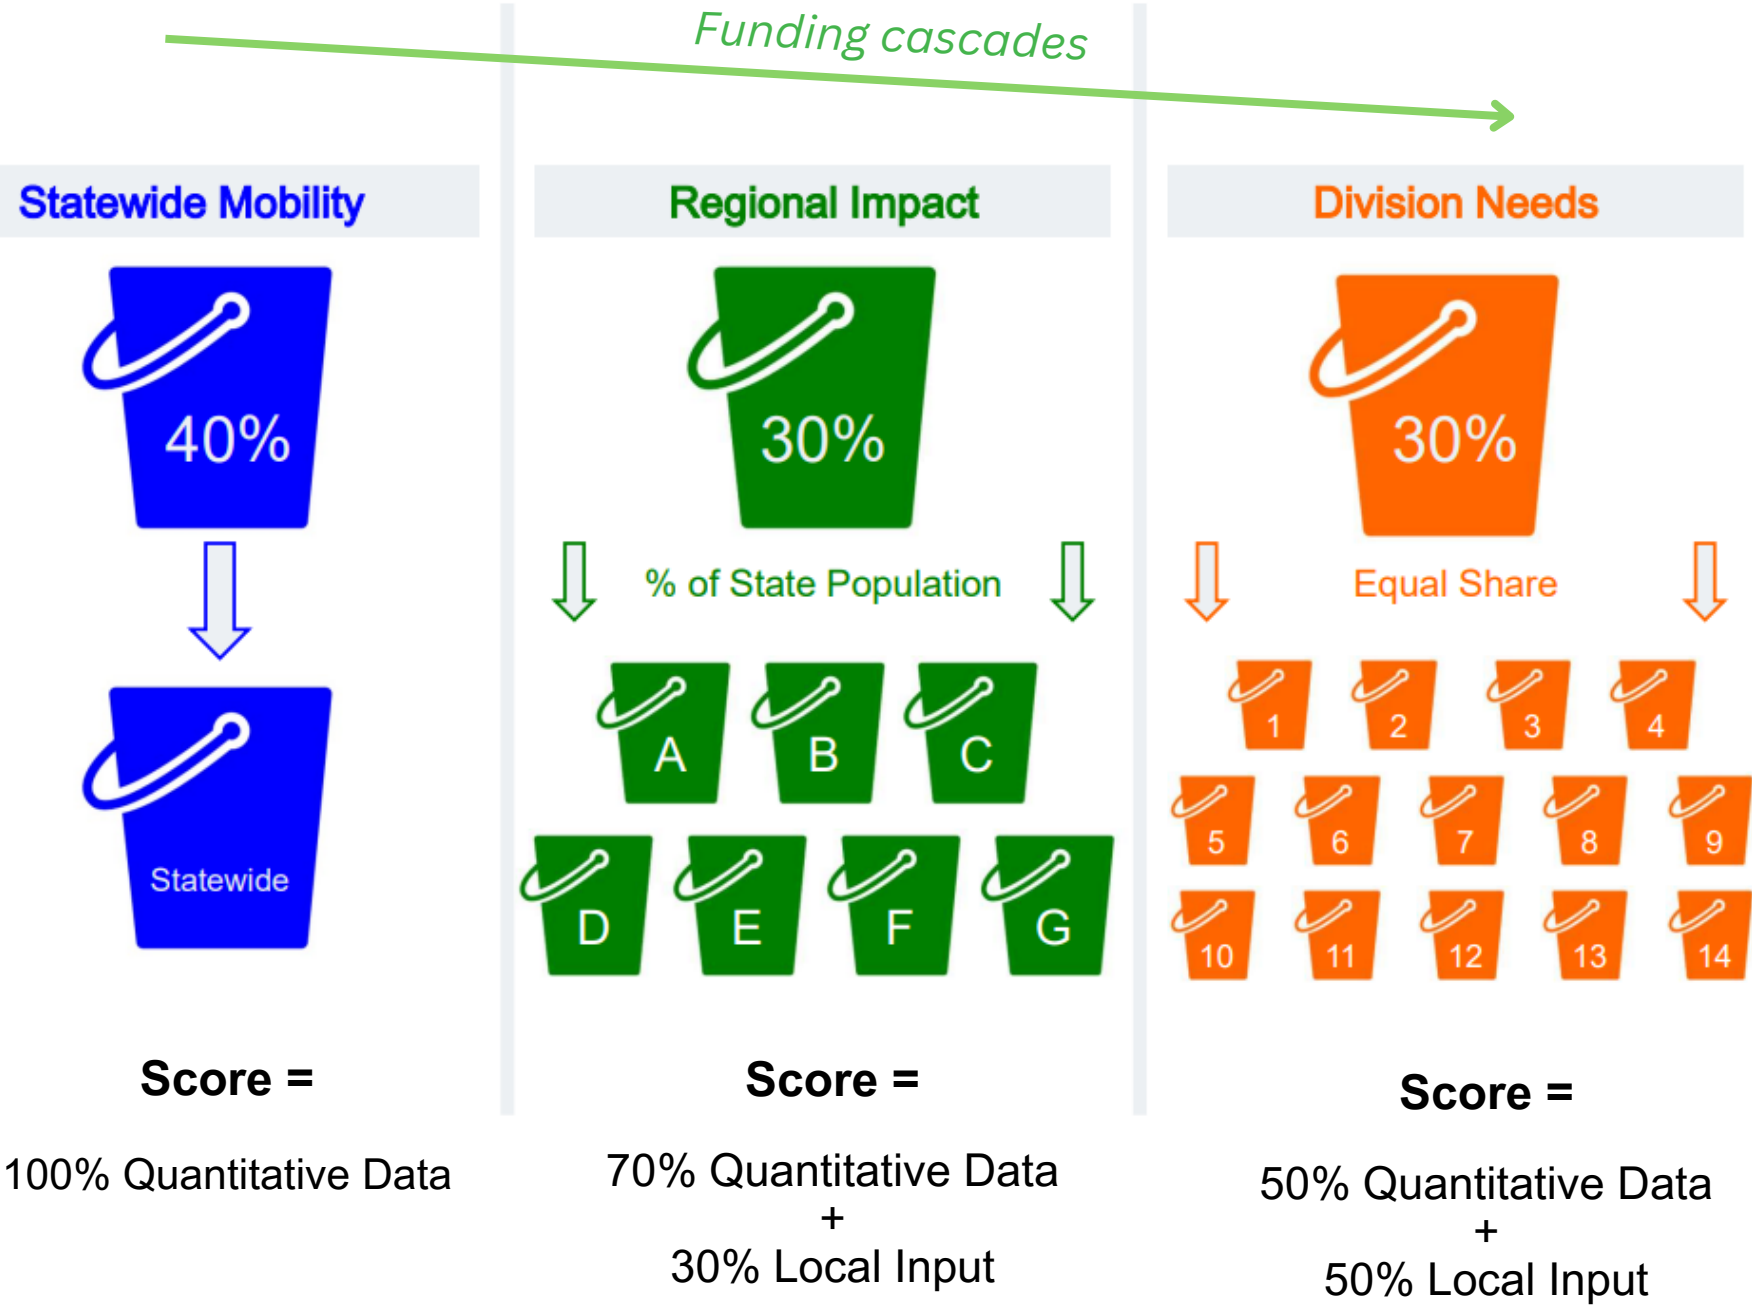 Funding cascades
Statewide Mobility
40%
Statewide
Score =
100% Quantitative Data
Regional Impact
30%
% of State Population
A B C
D E F G
Score =
70% Quantitative Data
+
30% Local Input
Division Needs
30%
Equal Share
1 2 3 4
5 6 7 8 9
10 11 12 13 14
Score =
50% Quantitative Data
+
50% Local Input